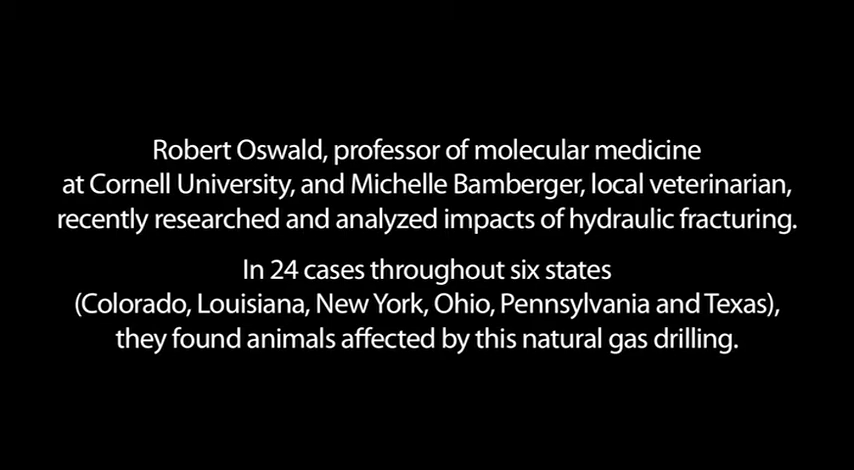 Robert Oswald, professor of molecular medicine
at Cornell University, and Michelle Bamberger, local veterinarian,
recently researched and analyzed impacts of hydraulic fracturing.
In 24 cases throughout six states
(Colorado, Louisiana, New York, Ohio, Pennsylvania and Texas),
they found animals affected by this natural gas drilling.